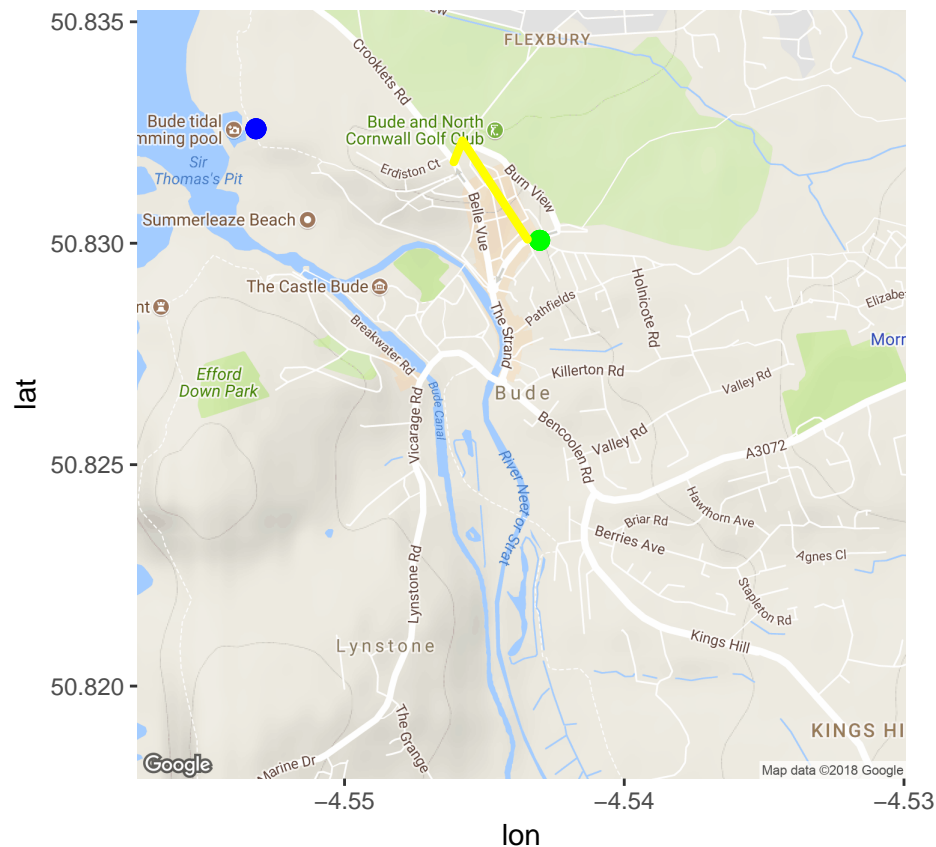 50.835
50.830
50.825
50.820
lat
FLEXBURY
Crooklets Rd
Bude and North
Cornwall Golf Club
Bude tidal
mming pool
Sir
Thomas's Pit
Erdiston Ct
Burn View
Belle Vue
Summerleaze Beach
The Castle Bude
nt
Holnicote Rd
Elizabe
Pathfields
The Strand
Breakwater Rd
Morr
Efford
Down Park
Killerton Rd
Valley Rd
Bude
Bude Canal
Vicarage Rd
Bencoolen Rd
Valley Rd
A3072
River Neet or Strat
Hawthorn Ave
Briar Rd
Berries Ave
Agnes Cl
Lynstone Rd
Stapleton Rd
Kings Hill
Lynstone
The Grange
KINGS HI
Marine Dr
Google
Map data ©2018 Google
−4.55
−4.54
−4.53
lon